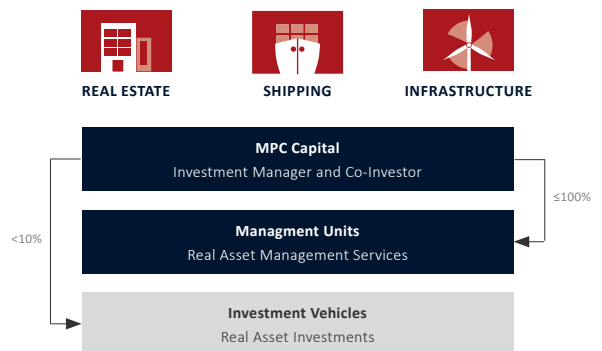 REAL ESTATE
SHIPPING
INFRASTRUCTURE
MPC Capital
Investment Manager and Co-Investor
<10%
≤100%
Managment Units
Real Asset Management Services
Investment Vehicles
Real Asset Investments